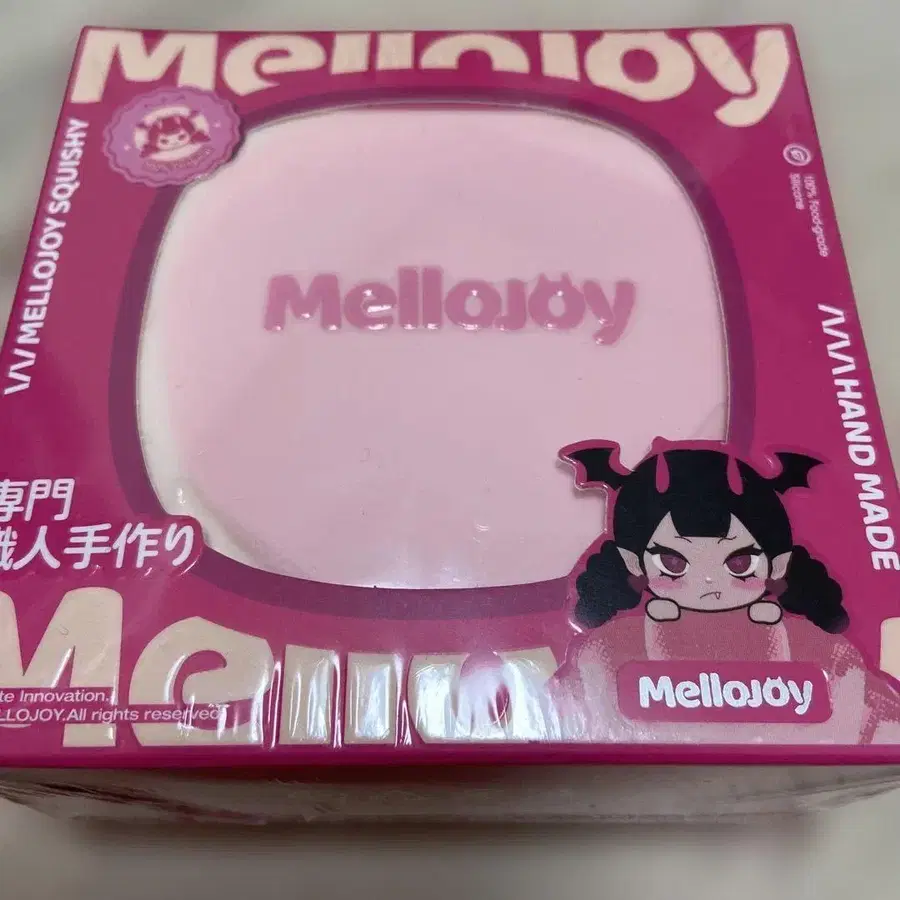 Mellojoy
\/\/ MELLOJOY SQUISHY
100% Food-grade
Silicone
Mellojoy
/\/\/\ HAND MADE
専門
職人手作り
Mello
te Innovation.
LLOJOY.All rights reserved
Mellojoy